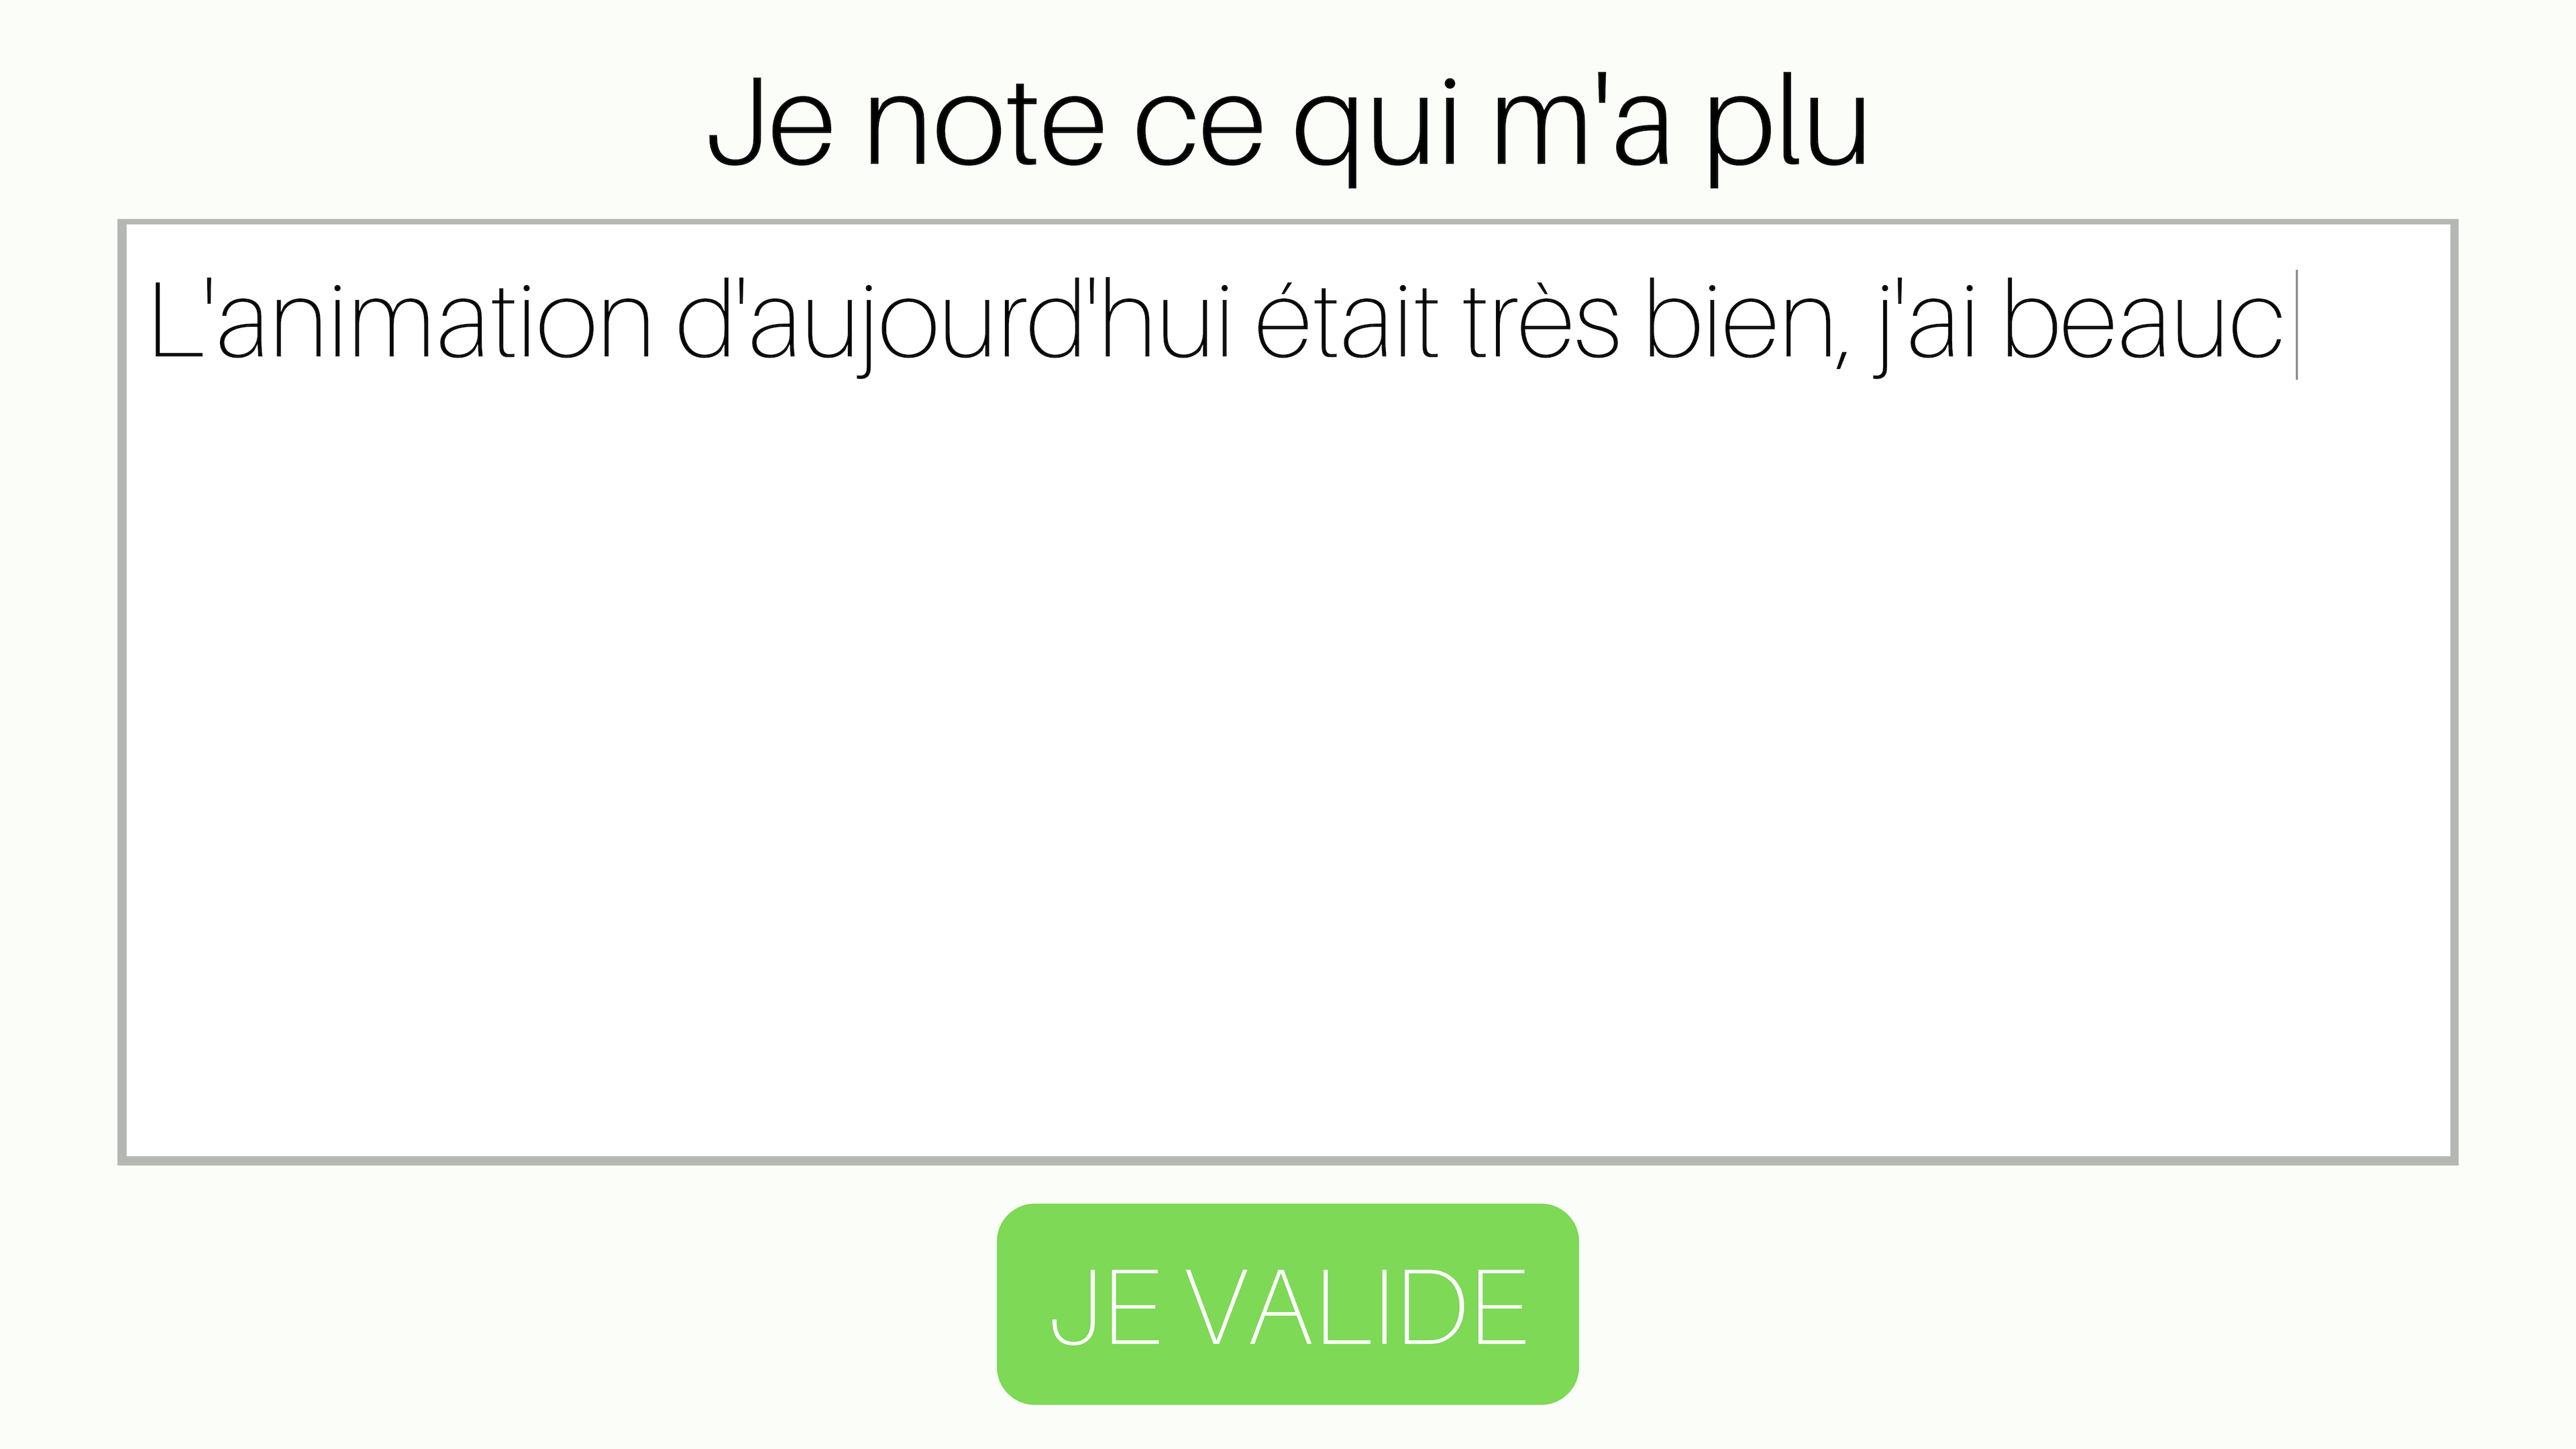 Je note ce qui m'a plu
L'animation d'aujourd'hui était très bien, j'ai beauc
JE VALIDE